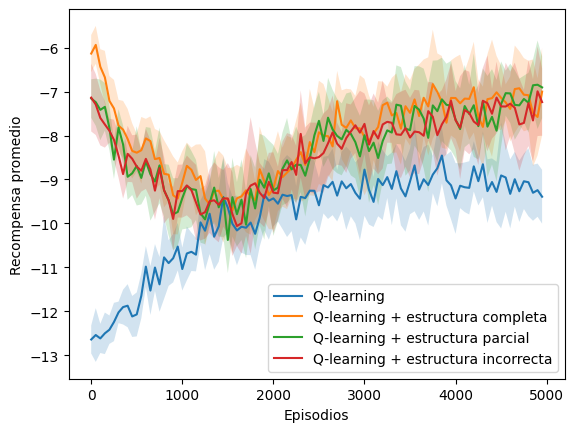 −6
−7
−8
−9
−10
−11
−12
−13
Recompensa promedio
Q-learning
Q-learning + estructura completa
Q-learning + estructura parcial
Q-learning + estructura incorrecta
0 1000 2000 3000 4000 5000
Episodios